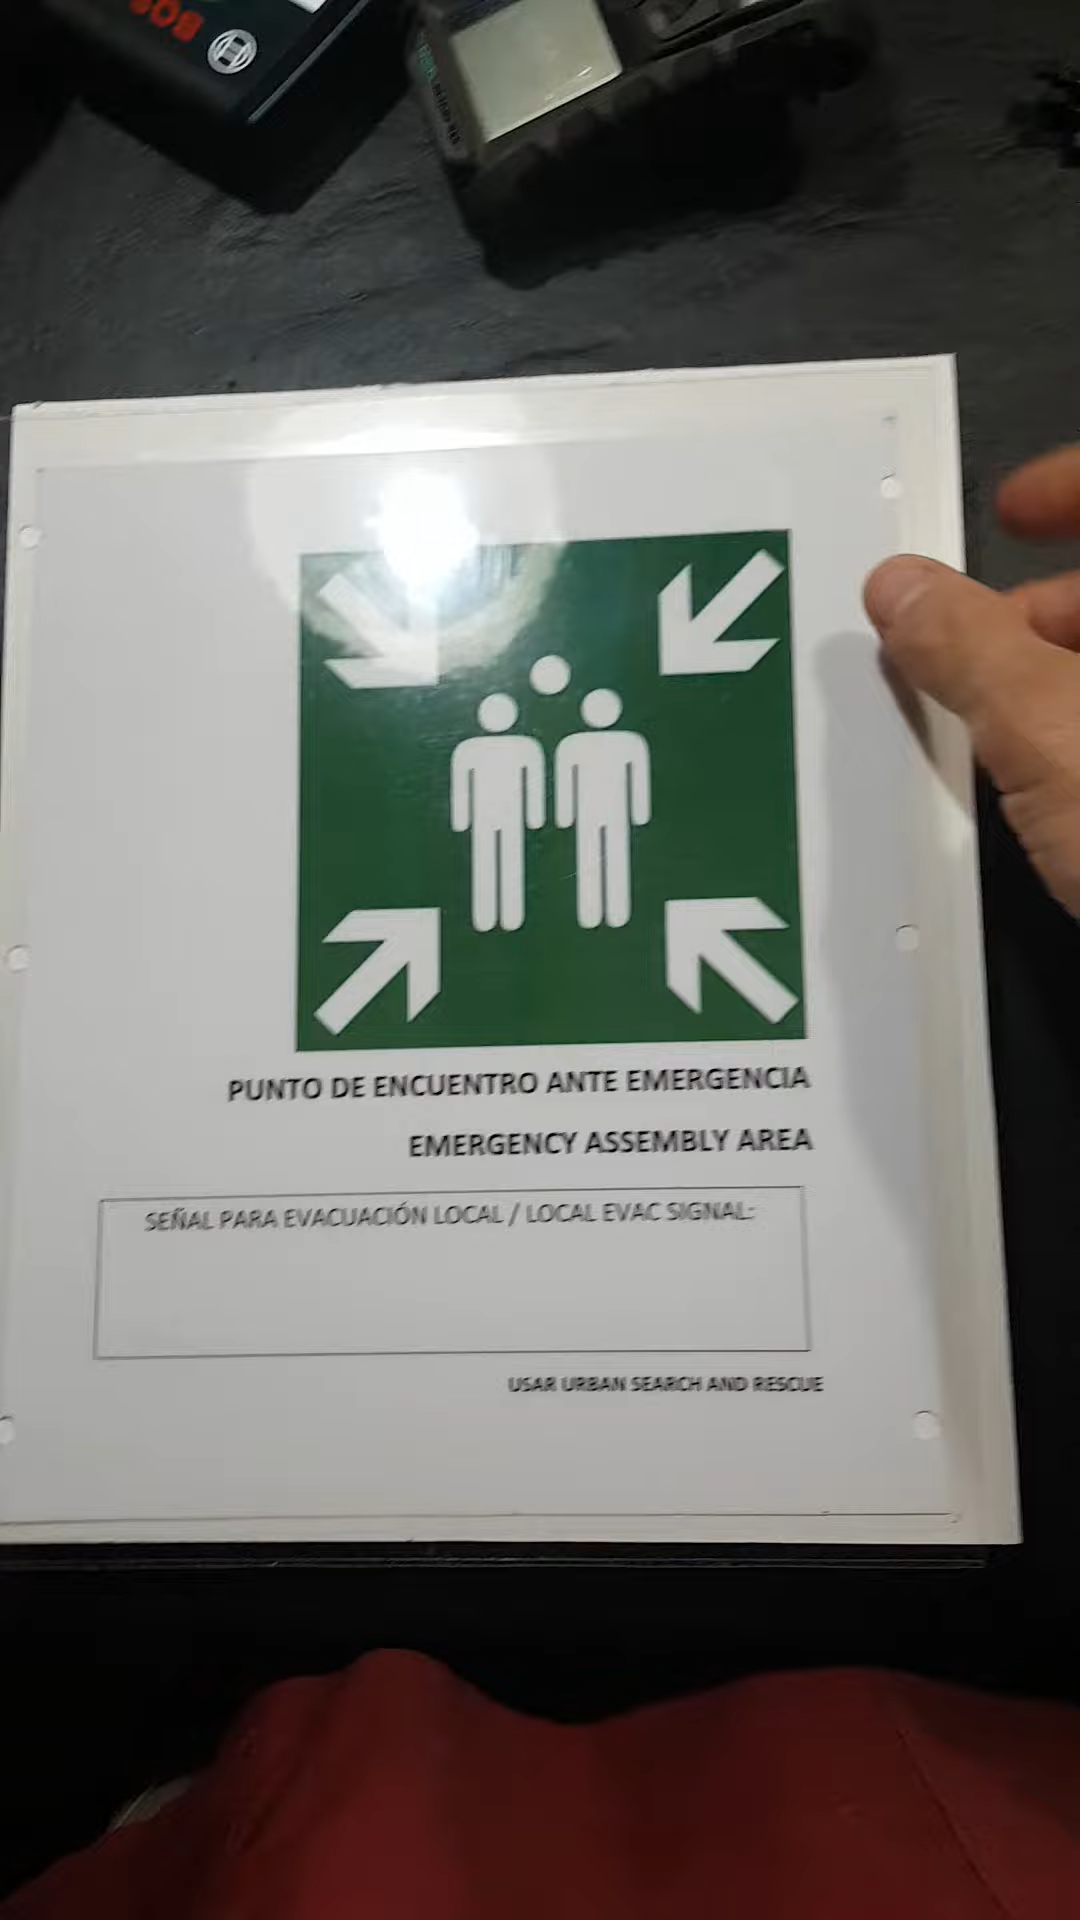 PUNTO DE ENCUENTRO ANTE EMERGENCIA
EMERGENCY ASSEMBLY AREA
SEÑAL PARA EVACUACIÓN LOCAL / LOCAL EVAC SIGNAL:
USAR URBAN SEARCH AND RESCUE